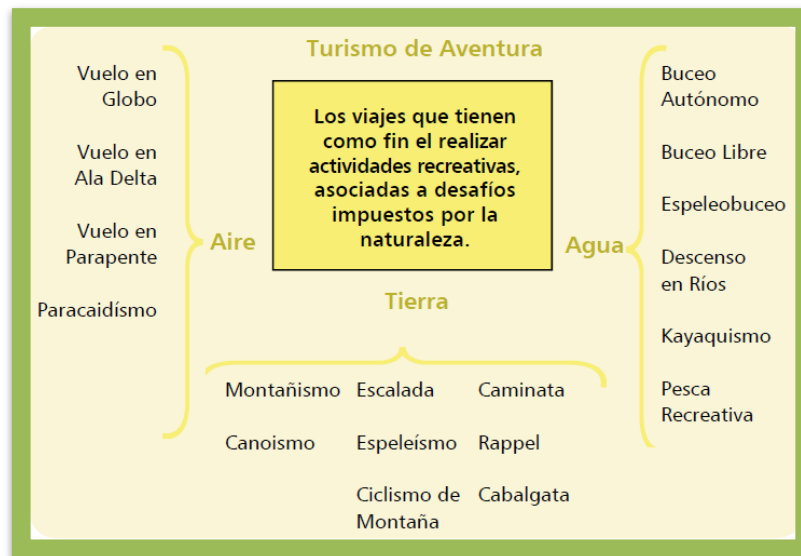 Turismo de Aventura
Vuelo en
Globo
Vuelo en
Ala Delta
Vuelo en
Parapente
Paracaidísmo
Aire
Los viajes que tienen
como fin el realizar
actividades recreativas,
asociadas a desafíos
impuestos por la
naturaleza.
Agua
Buceo
Autónomo
Buceo Libre
Espeleobuceo
Descenso
en Ríos
Kayaquismo
Pesca
Recreativa
Tierra
Montañismo Escalada Caminata
Canoismo Espeleísmo Rappel
Ciclismo de Cabalgata
Montaña